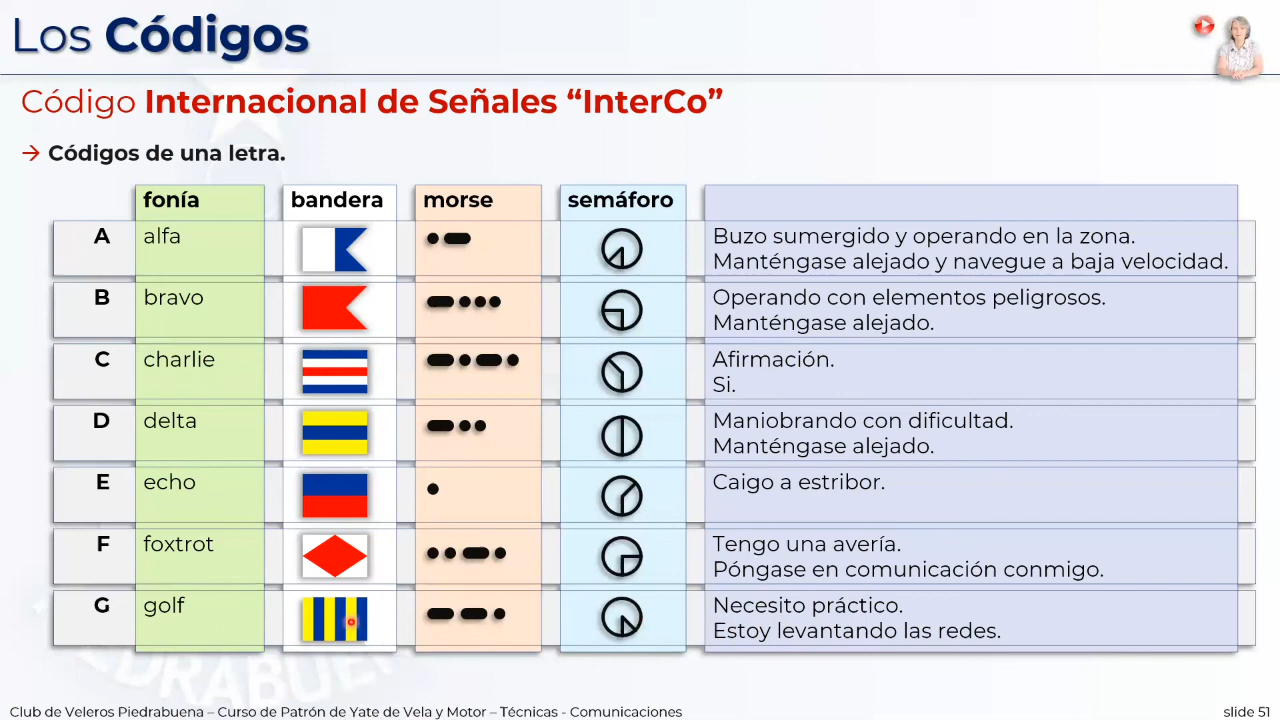 Los Códigos
Código Internacional de Señales “InterCo”
→ Códigos de una letra.
fonía bandera morse semáforo
A alfa Buzo sumergido y operando en la zona.
Manténgase alejado y navegue a baja velocidad.
B bravo Operando con elementos peligrosos.
Manténgase alejado.
C charlie Afirmación.
Si.
D delta Maniobrando con dificultad.
Manténgase alejado.
E echo Caigo a estribor.
F foxtrot Tengo una avería.
Póngase en comunicación conmigo.
G golf Necesito práctico.
Estoy levantando las redes.
Club de Veleros Piedrabuena – Curso de Patrón de Yate de Vela y Motor – Técnicas - Comunicaciones
slide 51